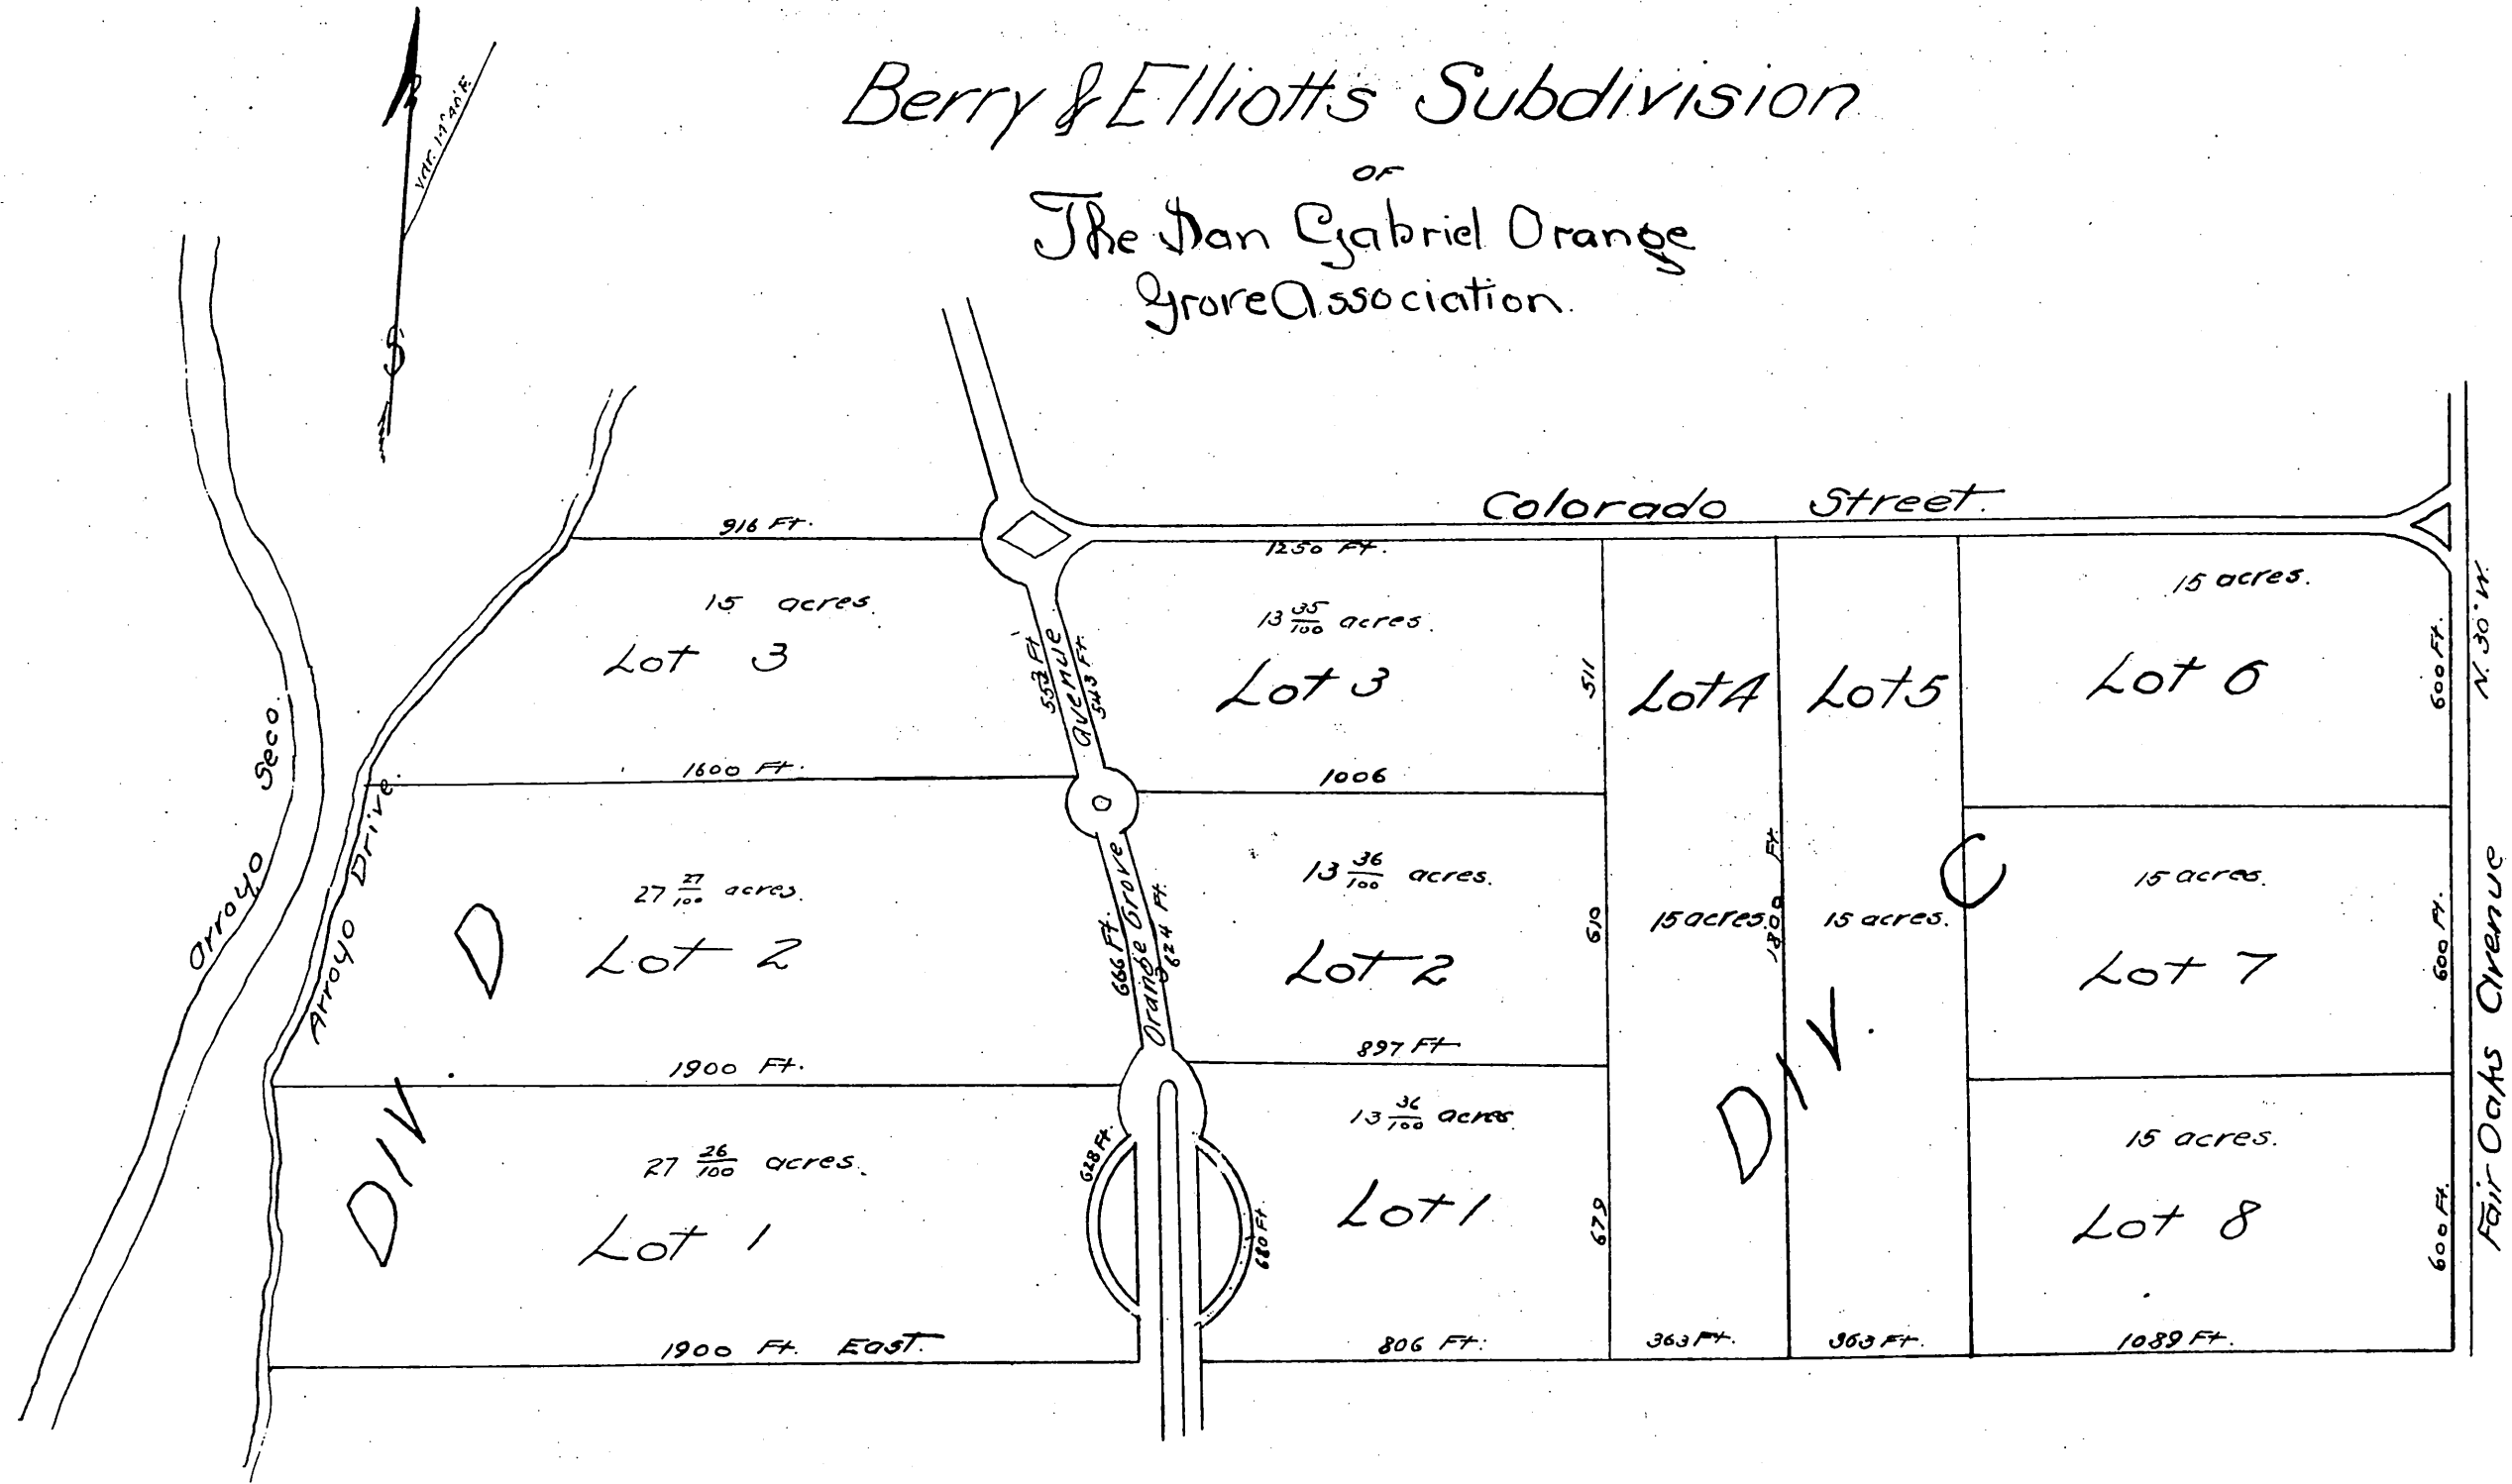 Berry & Elliott's Subdivision
OF
The San Gabriel Orange
Grove Association.
N
Var. 14° 40' E.
S
Colorado Street.
916 Ft.
1250 Ft.
15 acres.
Lot 3
552 Ft.
Avenue
543 Ft.
13 35/100 acres.
Lot 3
511
Lot 4
Lot 5
15 acres.
Lot 6
600 Ft.
N. 30' W.
1600 Ft.
1006
Arroyo Seco.
Arroyo Drive.
27 27/100 acres.
Lot 2
666 Ft.
Orange Grove
624 Ft.
13 36/100 acres.
Lot 2
610
15 acres.
1800 Ft.
15 acres.
15 acres.
Lot 7
600 Ft.
Fair Oaks Avenue
1900 Ft.
897 Ft.
DIV. D
27 26/100 acres.
Lot 1
628 Ft.
680 Ft
13 36/100 acres.
Lot 1
679
DIV. C
15 acres.
Lot 8
600 Ft.
1900 Ft. East.
806 Ft.
363 Ft.
363 Ft.
1089 Ft.